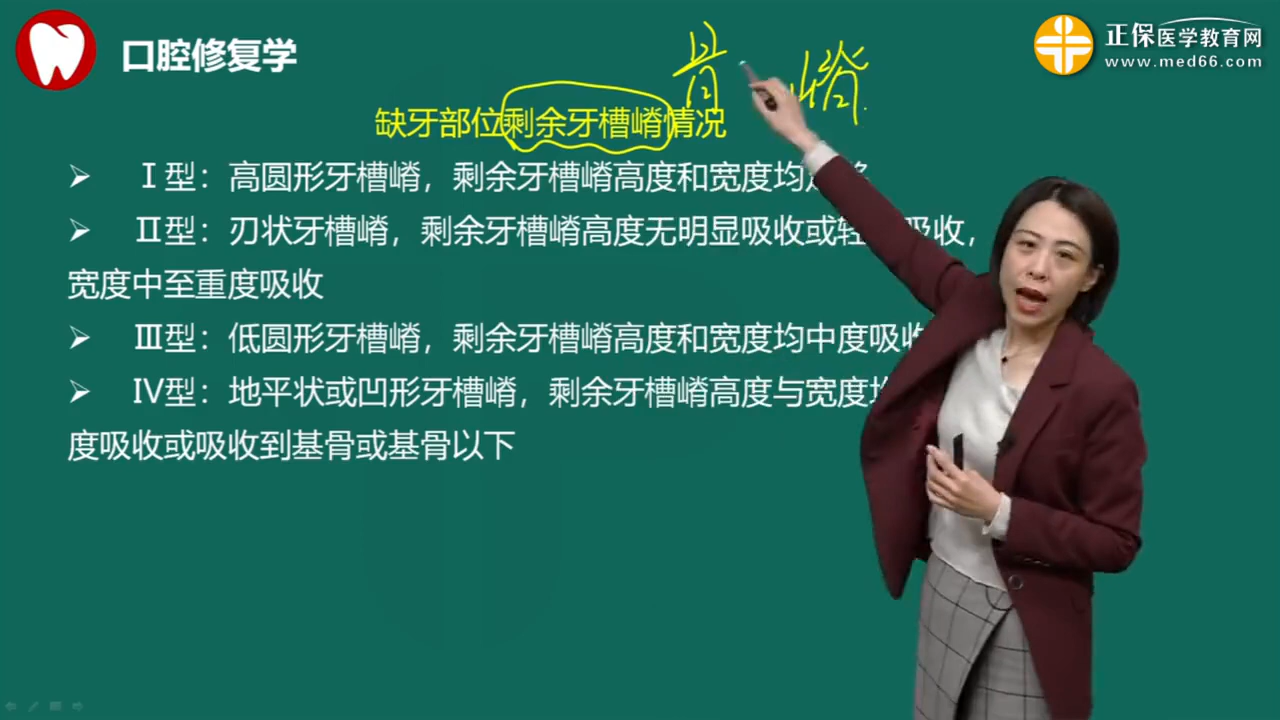 口腔修复学
正保医学教育网
www.med66.com
脊 嵴
缺牙部位剩余牙槽嵴情况
Ⅰ型：高圆形牙槽嵴，剩余牙槽嵴高度和宽度均足够
Ⅱ型：刃状牙槽嵴，剩余牙槽嵴高度无明显吸收或轻 吸收，
宽度中至重度吸收
Ⅲ型：低圆形牙槽嵴，剩余牙槽嵴高度和宽度均中度吸收
Ⅳ型：地平状或凹形牙槽嵴，剩余牙槽嵴高度与宽度均
度吸收或吸收到基骨或基骨以下